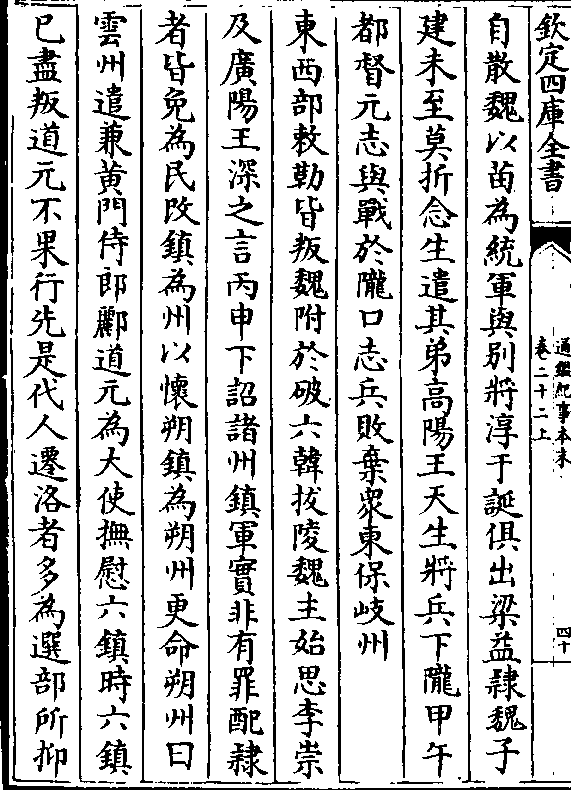 欽定四庫全書
通鑑紀事本末
卷二十二上
四十
自散魏以苗為統軍與别將淳于誕俱出梁益𨽻魏子
建未至莫折念生遣其弟高陽王天生將兵下隴甲午
都督元志與戰於隴口志兵敗棄眾東保岐州
東西部敕勒皆叛魏附於破六韓拔陵魏主始思李崇
及廣陽王深之言丙申下詔諸州鎮軍貫非有罪配𨽻
者皆免為民改鎮為州以懷朔鎮為朔州更命朔州曰
雲州遣兼黄門侍郎酈道元為大使撫慰六鎮時六鎮
已盡叛道元不果行先是代人遷洛者多為選部所抑